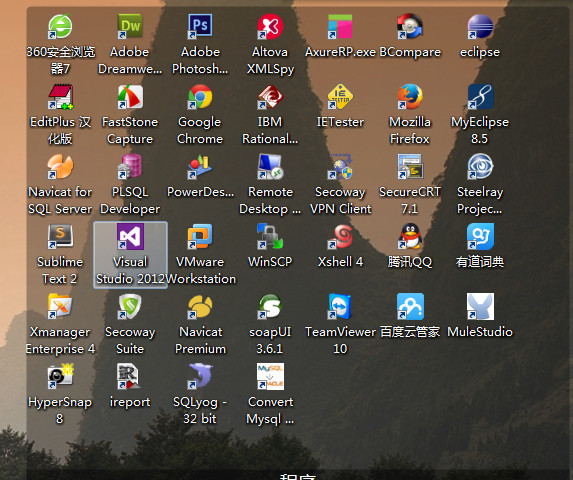 360安全浏览器7
Adobe Dreamwe...
Adobe Photosh...
Altova XMLSpy
AxureRP.exe
BCompare
eclipse
EditPlus 汉化版
FastStone Capture
Google Chrome
IBM Rational...
IETester
Mozilla Firefox
MyEclipse 8.5
Navicat for SQL Server
PLSQL Developer
PowerDes...
Remote Desktop ...
Secoway VPN Client
SecureCRT 7.1
Steelray Projec...
Sublime Text 2
Visual Studio 2012
VMware Workstation
WinSCP
Xshell 4
腾讯QQ
有道词典
Xmanager Enterprise 4
Secoway Suite
Navicat Premium
soapUI 3.6.1
TeamViewer 10
百度云管家
MuleStudio
HyperSnap 8
ireport
SQLyog - 32 bit
Convert Mysql ...
程序